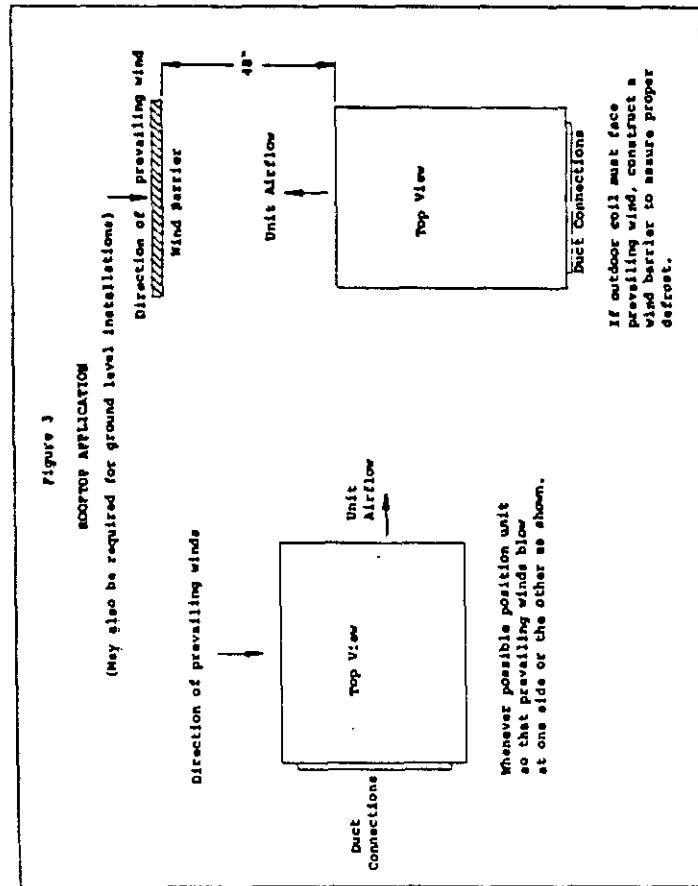 Figure 3
ROOFTOP APPLICATION
(May also be required for ground level installations)
Direction of prevailing winds
Top View
Unit
Airflow
Duct
Connections
Whenever possible position unit
so that prevailing winds blow
at one side or the other as shown.
Direction of prevailing wind
Wind Barrier
48"
Unit Airflow
Top View
Duct Connections
If outdoor coil must face
prevailing wind, construct a
wind barrier to assure proper
defrost.